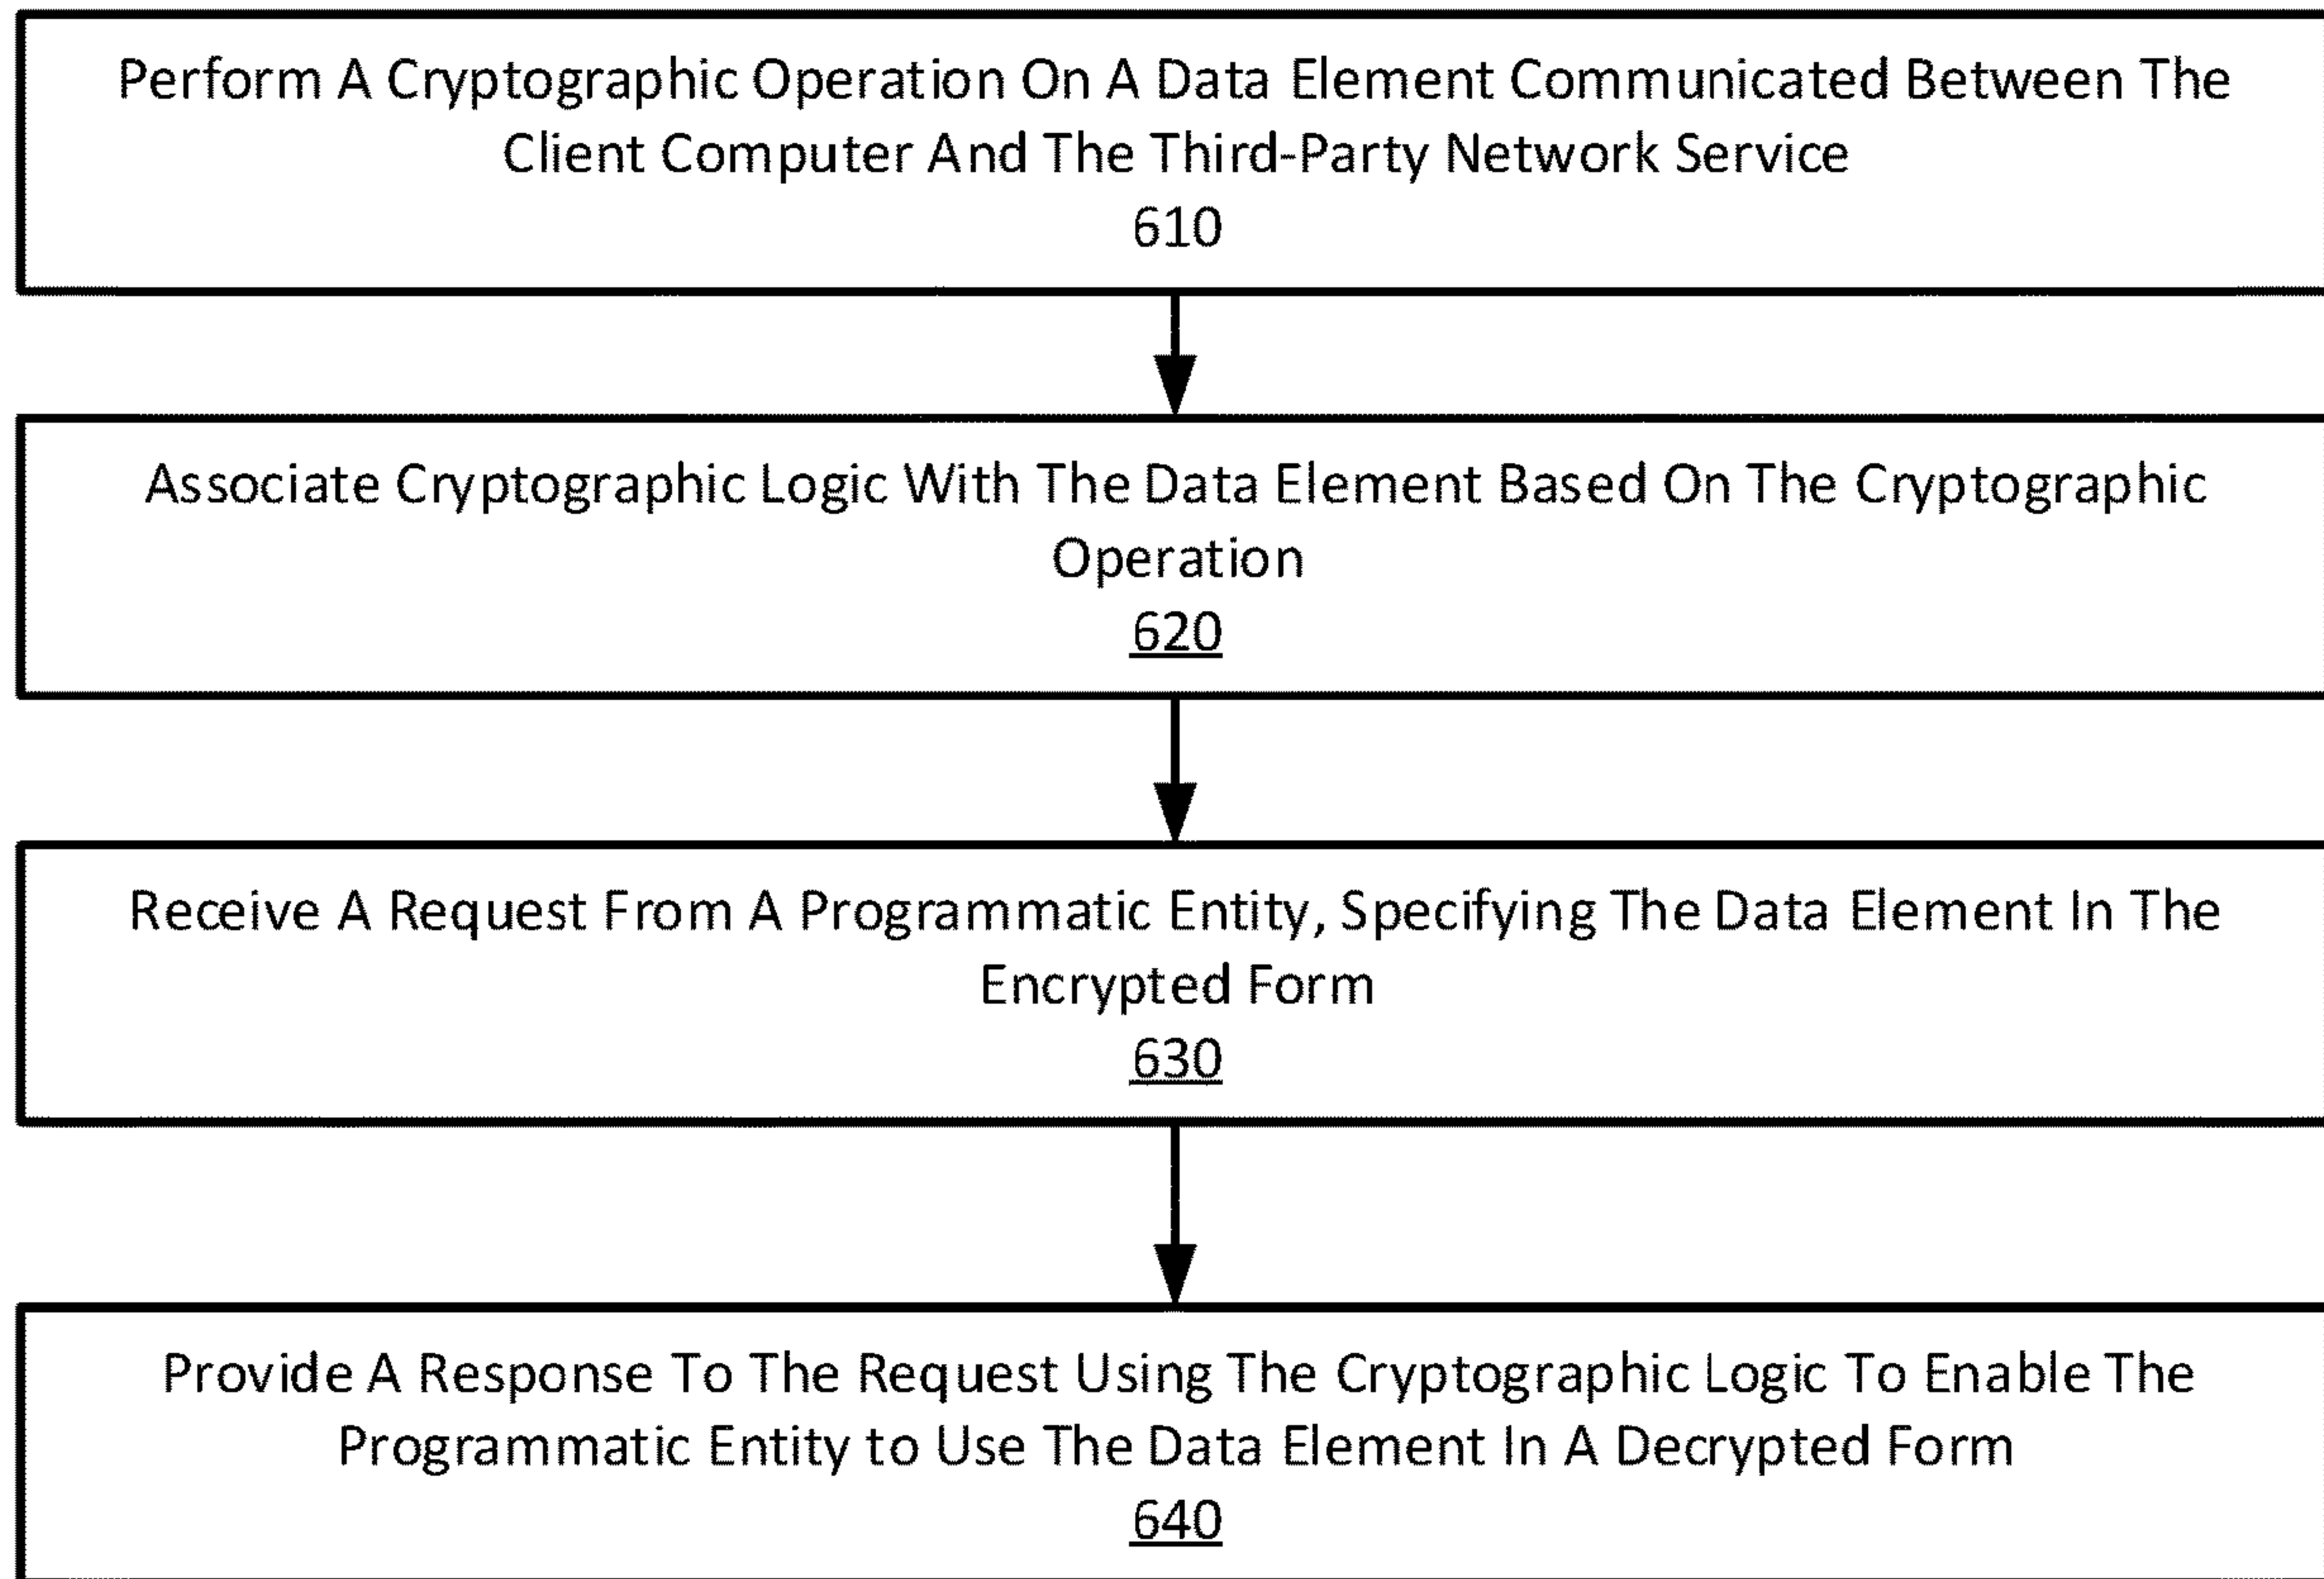 Perform A Cryptographic Operation On A Data Element Communicated Between The
Client Computer And The Third-Party Network Service
610
Associate Cryptographic Logic With The Data Element Based On The Cryptographic
Operation
620
Receive A Request From A Programmatic Entity, Specifying The Data Element In The
Encrypted Form
630
Provide A Response To The Request Using The Cryptographic Logic To Enable The
Programmatic Entity to Use The Data Element In A Decrypted Form
640